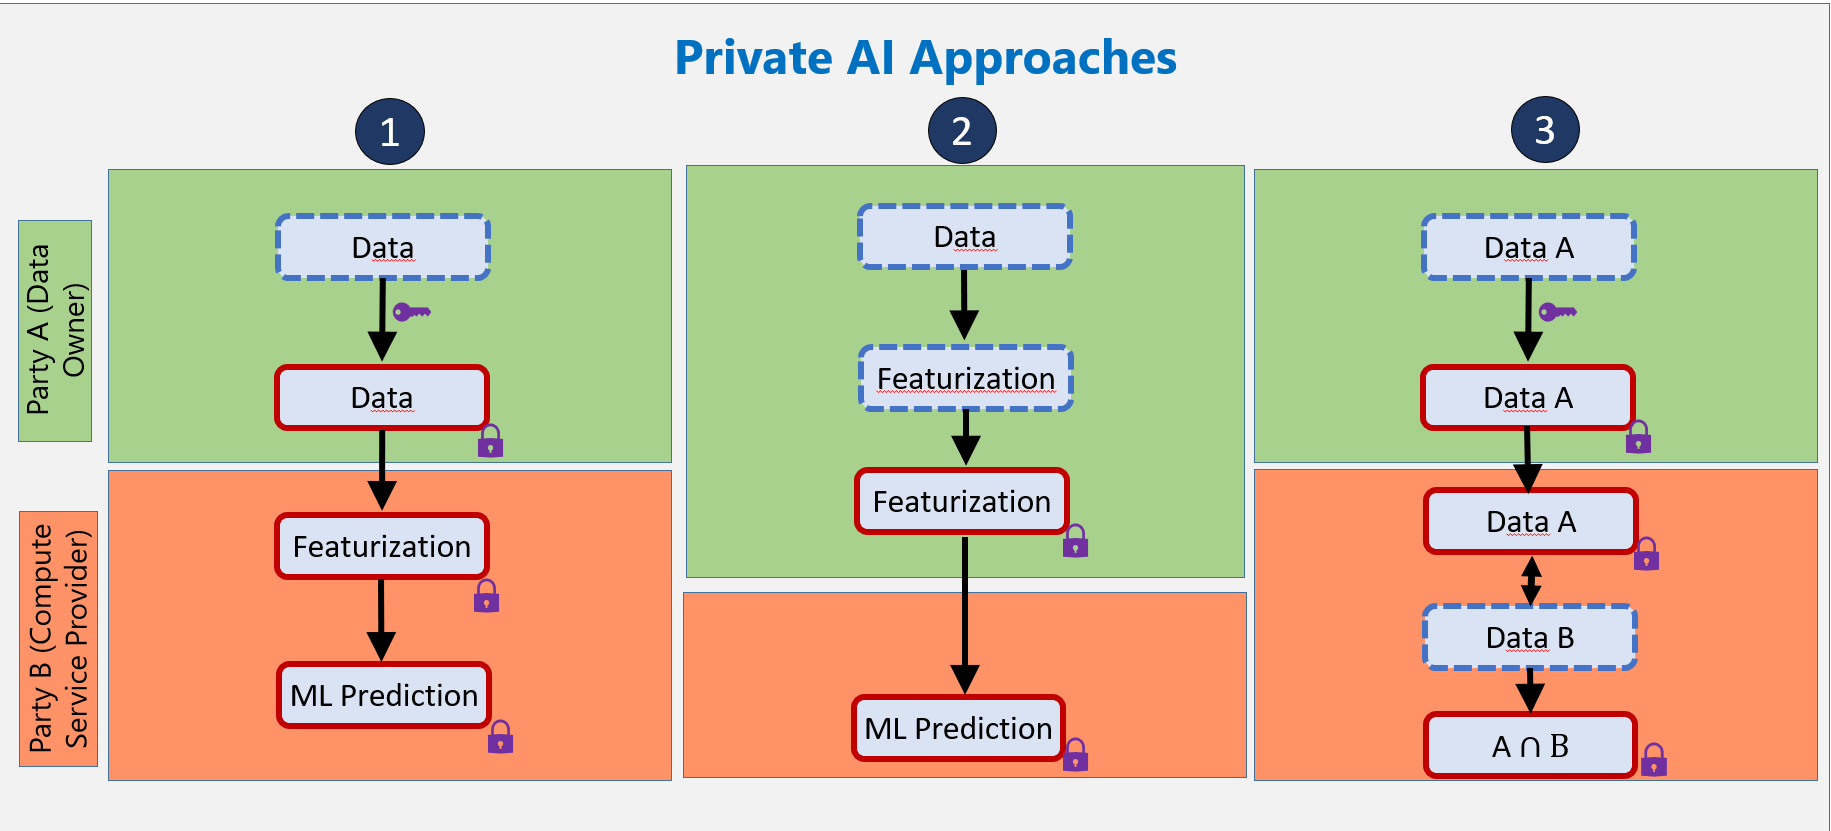 Private AI Approaches
1
2
3
Party A (Data
Owner)
Party B (Compute
Service Provider)
Data
Data
Featurization
ML Prediction
Data
Featurization
Featurization
ML Prediction
Data A
Data A
Data A
Data B
A ∩ B